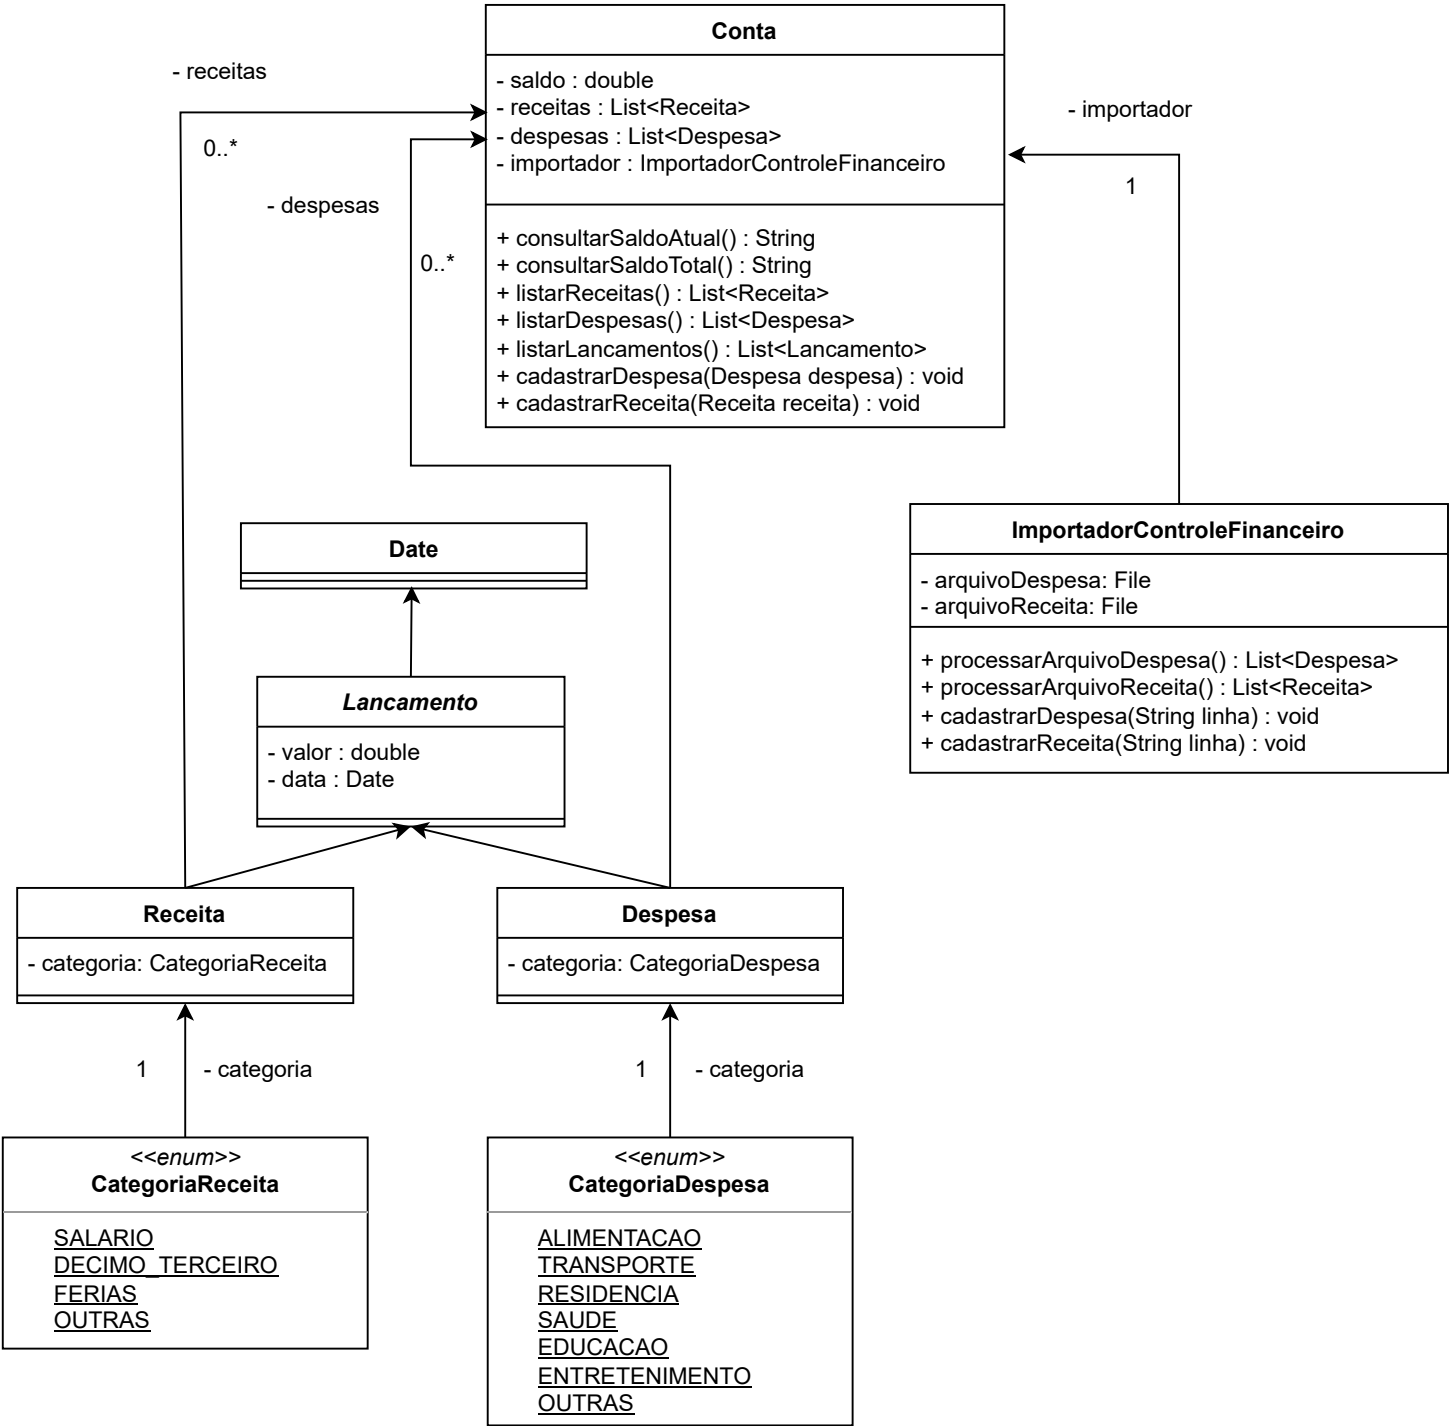 Conta
- saldo : double
- receitas : List<Receita>
- despesas : List<Despesa>
- importador : ImportadorControleFinanceiro
+ consultarSaldoAtual() : String
+ consultarSaldoTotal() : String
+ listarReceitas() : List<Receita>
+ listarDespesas() : List<Despesa>
+ listarLancamentos() : List<Lancamento>
+ cadastrarDespesa(Despesa despesa) : void
+ cadastrarReceita(Receita receita) : void
- receitas
0..*
- despesas
0..*
- importador
1
Date
Lancamento
- valor : double
- data : Date
ImportadorControleFinanceiro
- arquivoDespesa: File
- arquivoReceita: File
+ processarArquivoDespesa() : List<Despesa>
+ processarArquivoReceita() : List<Receita>
+ cadastrarDespesa(String linha) : void
+ cadastrarReceita(String linha) : void
Receita
- categoria: CategoriaReceita
Despesa
- categoria: CategoriaDespesa
1
- categoria
1
- categoria
<<enum>>
CategoriaReceita
SALARIO
DECIMO_TERCEIRO
FERIAS
OUTRAS
<<enum>>
CategoriaDespesa
ALIMENTACAO
TRANSPORTE
RESIDENCIA
SAUDE
EDUCACAO
ENTRETENIMENTO
OUTRAS